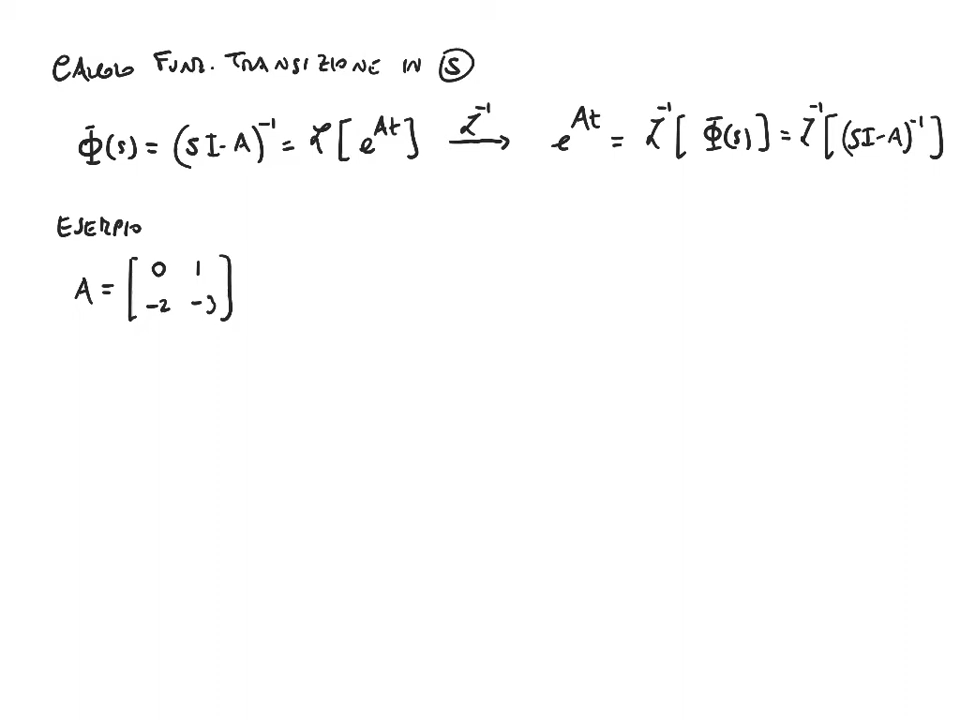 CALCOLO FUNZ. TRANSIZIONE IN Ⓢ
Φ(s) = (sI-A)⁻¹ = ℒ[e^{At}] ℒ⁻¹→ e^{At} = ℒ⁻¹[Φ(s)] = ℒ⁻¹[(sI-A)⁻¹]
ESEMPIO
A = [0 1
-2 -3]